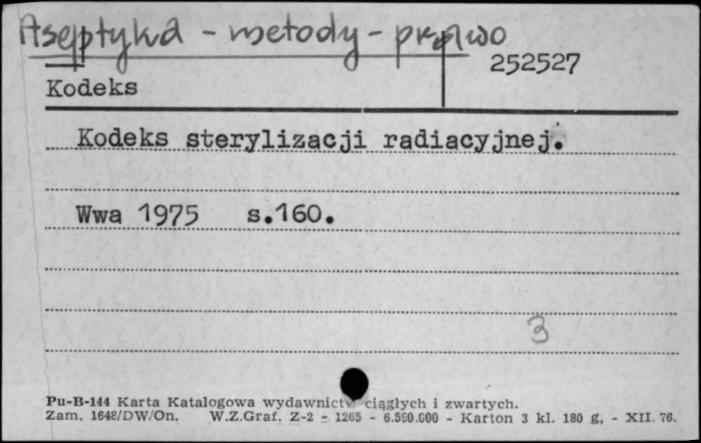 Aseptyka - metody - prawo
252527
Kodeks
Kodeks sterylizacji radiacyjnej.
Wwa 1975 s.160.
3
Pu-B-144 Karta Katalogowa wydawnictw ciągłych i zwartych.
Zam. 1648/DW/On. W.Z.Graf. Z-2 - 1265 - 6.590.000 - Karton 3 kl. 180 g. - XII. 76.